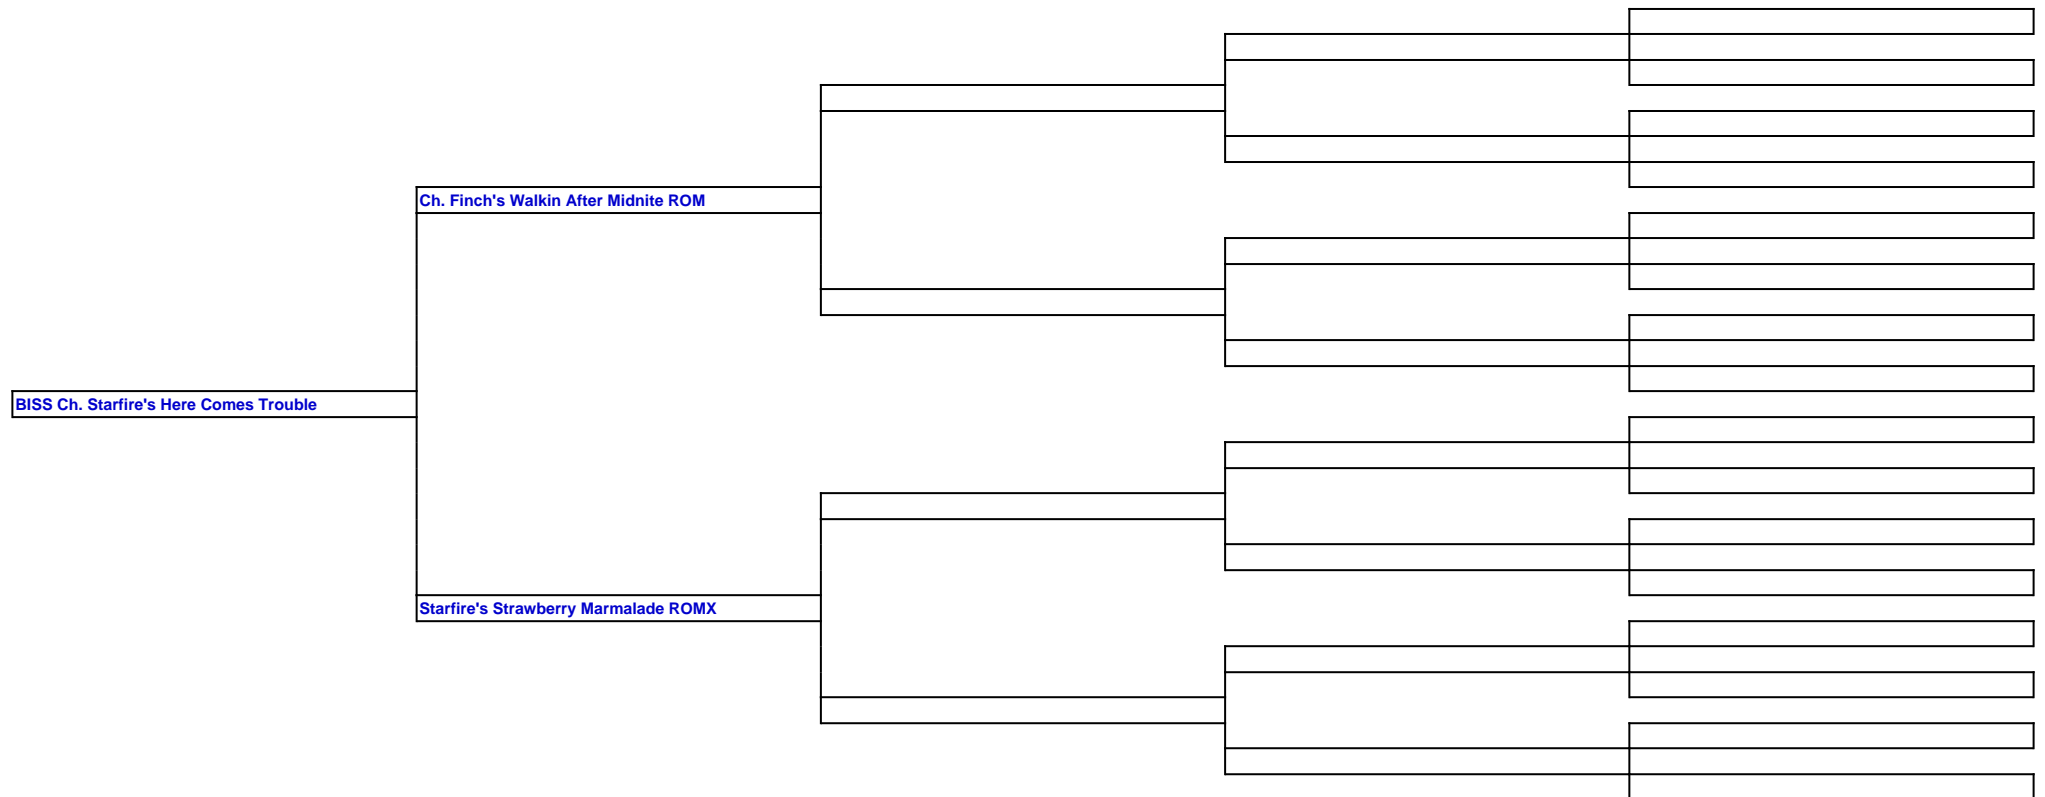 Ch. Finch's Walkin After Midnite ROM
BISS Ch. Starfire's Here Comes Trouble
Starfire's Strawberry Marmalade ROMX